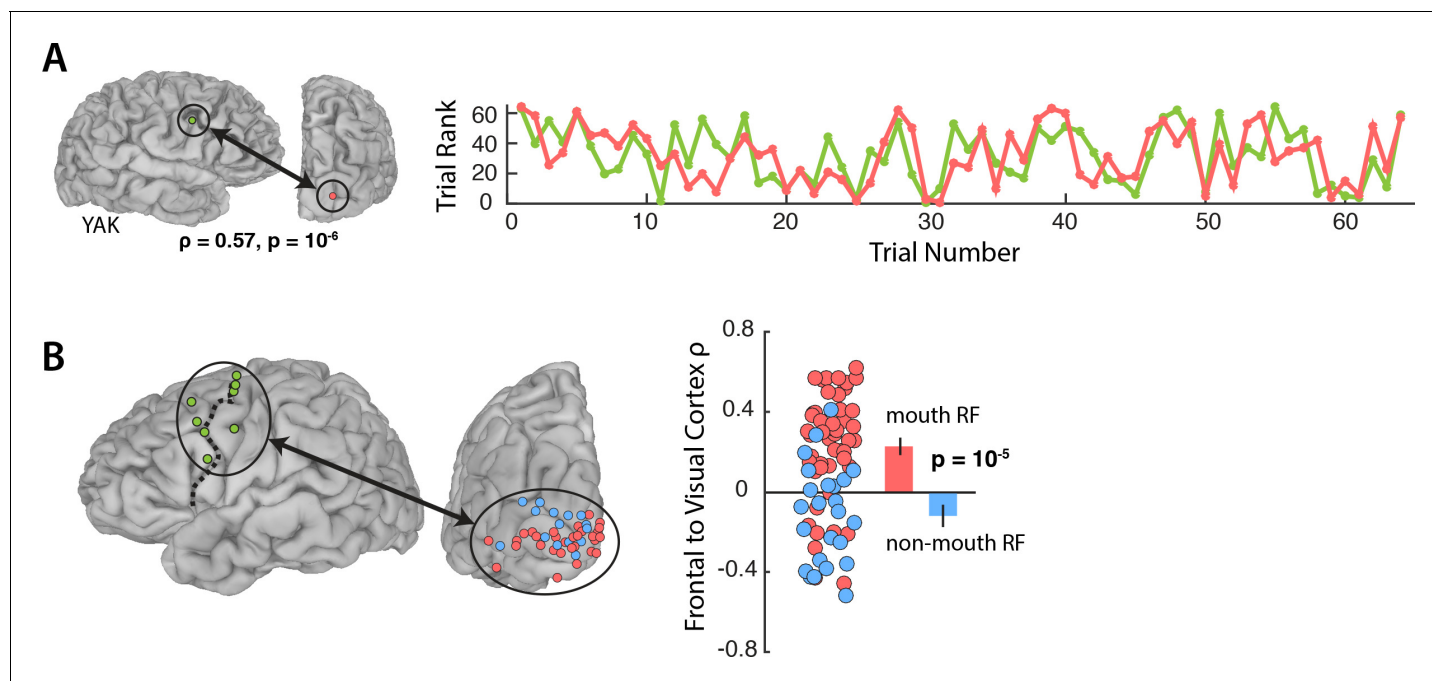 A
YAK
ρ = 0.57, p = 10⁻⁶
Trial Rank
60
40
20
0
0
10
20
30
40
50
60
Trial Number
B
Frontal to Visual Cortex ρ
0.8
0.4
0
-0.4
-0.8
mouth RF
p = 10⁻⁵
non-mouth RF